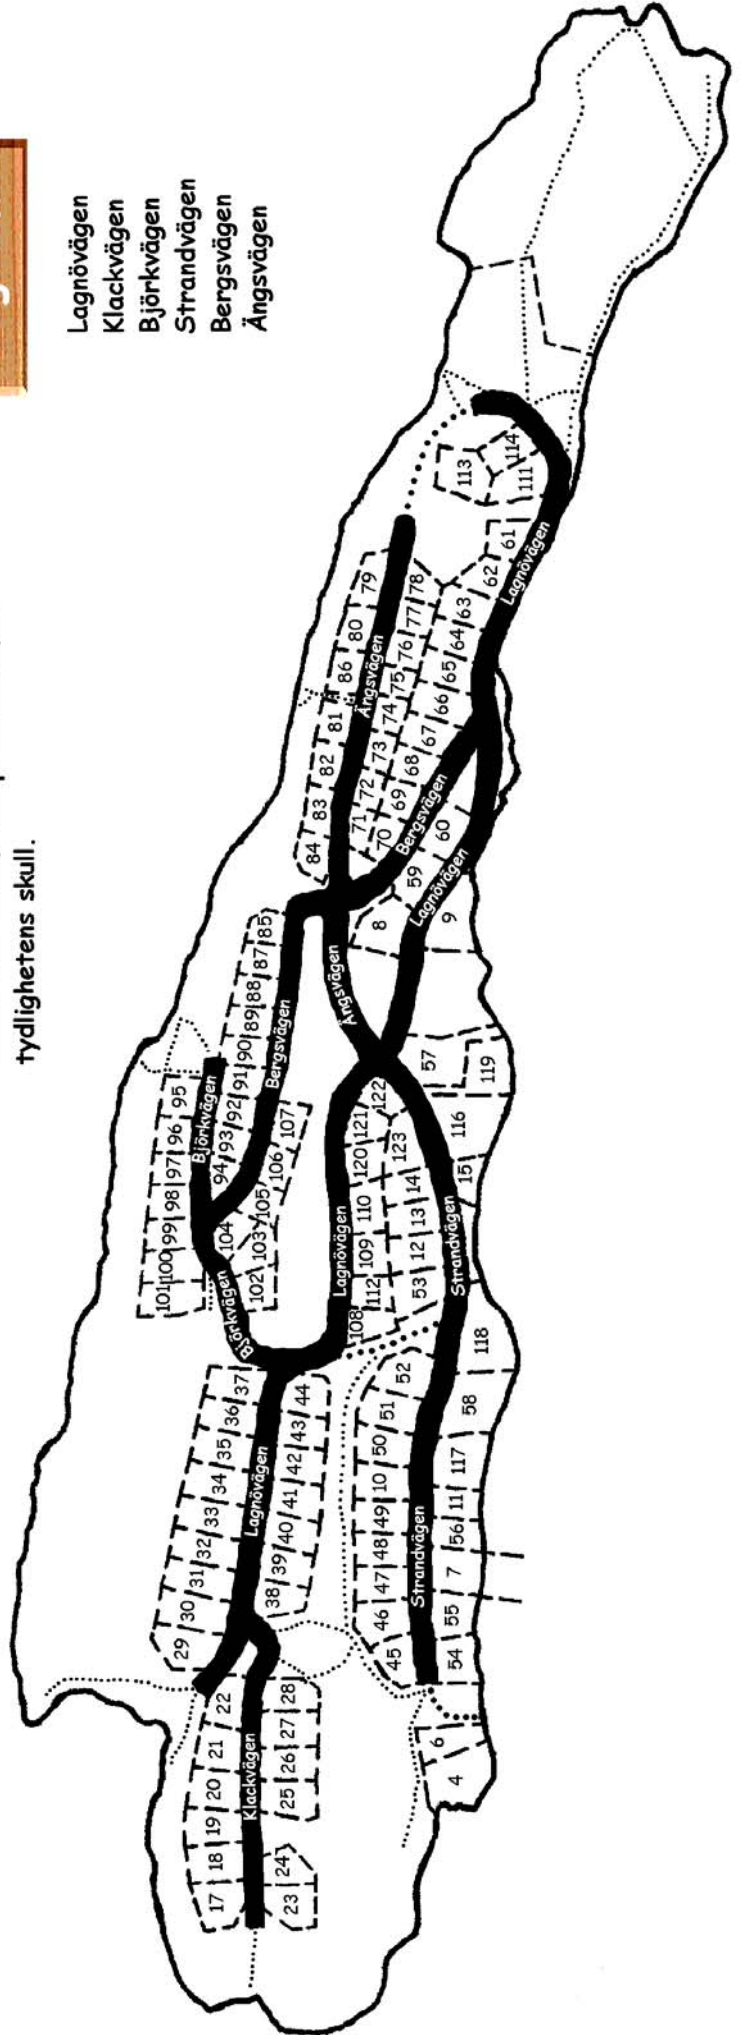 tydlighetens skull.
Lagnövägen
Klackvägen
Björkvägen
Strandvägen
Bergsvägen
Ängsvägen
101 100 99 98 97 96 95
Björkvägen
94 93 92 91 90 89 88 87 85
Björkvägen
104
Bergsvägen
102 103 105 106 107
84 83 82 81 86 80 79
Ängsvägen
Ängsvägen
71 72 73 74 75 76 77 78
70 69 68 67 66 65 64 63 62 61
Bergsvägen
113 114 111
Lagnövägen
59 60
Lagnövägen
8 9
29 30 31 32 33 34 35 36 37
Lagnövägen
38 39 40 41 42 43 44
Lagnövägen
108 112 109 110 120 121 122
53 12 13 14 123
57 119
116 15
Strandvägen
17 18 19 20 21 22
Klackvägen
23 24 25 26 27 28
45 46 47 48 49 10 50 51 52
Strandvägen
4 6 54 55 7 56 11 117 58 118